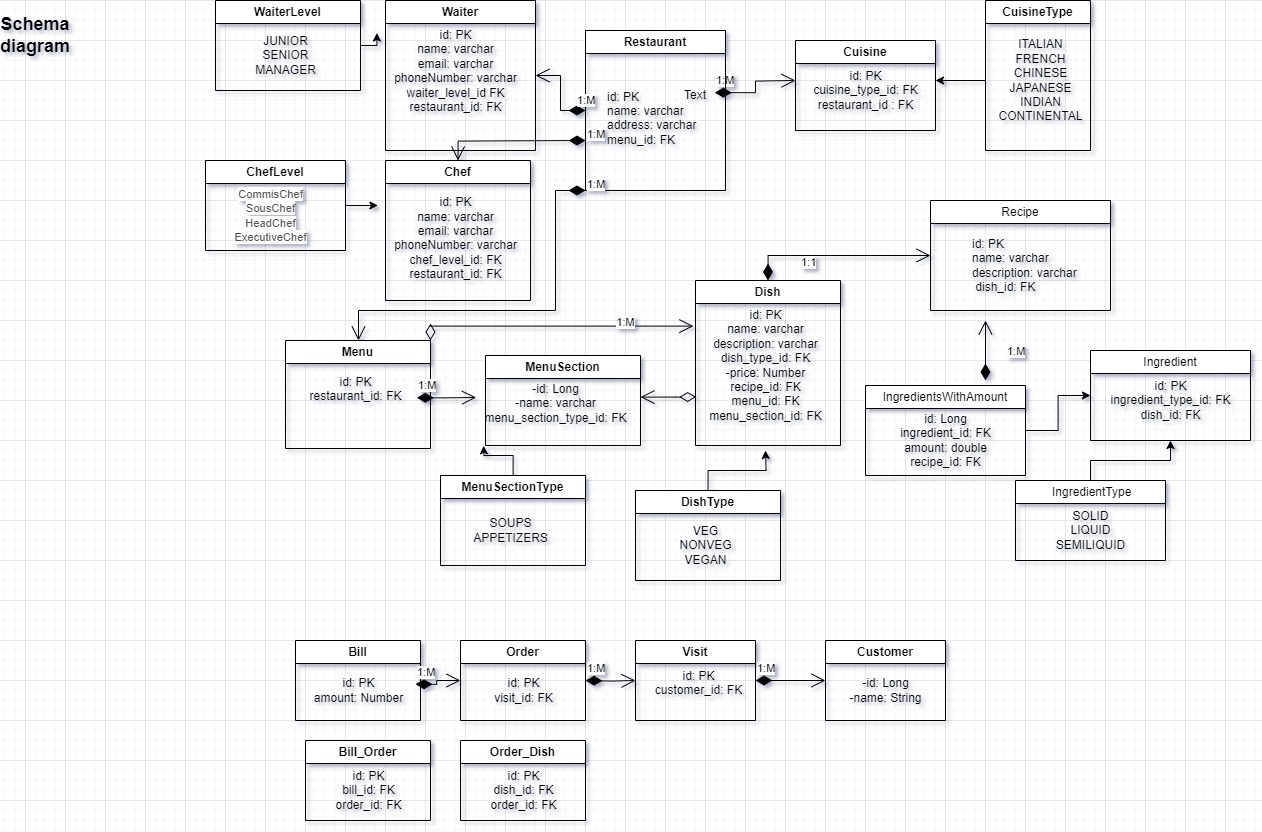 Schema
diagram
WaiterLevel
JUNIOR
SENIOR
MANAGER
Waiter
id: PK
name: varchar
email: varchar
phoneNumber: varchar
waiter_level_id FK
restaurant_id: FK
Restaurant
Text
id: PK
name: varchar
address: varchar
menu_id: FK
1:M
1:M
1:M
1:M
Cuisine
id: PK
cuisine_type_id: FK
restaurant_id : FK
CuisineType
ITALIAN
FRENCH
CHINESE
JAPANESE
INDIAN
CONTINENTAL
ChefLevel
CommisChef
SousChef
HeadChef
ExecutiveChef
Chef
id: PK
name: varchar
email: varchar
phoneNumber: varchar
chef_level_id: FK
restaurant_id: FK
Recipe
id: PK
name: varchar
description: varchar
dish_id: FK
1:1
Dish
id: PK
name: varchar
description: varchar
dish_type_id: FK
-price: Number
recipe_id: FK
menu_id: FK
menu_section_id: FK
1:M
Menu
id: PK
restaurant_id: FK
1:M
MenuSection
-id: Long
-name: varchar
menu_section_type_id: FK
1:M
IngredientsWithAmount
id: Long
ingredient_id: FK
amount: double
recipe_id: FK
Ingredient
id: PK
ingredient_type_id: FK
dish_id: FK
MenuSectionType
SOUPS
APPETIZERS
DishType
VEG
NONVEG
VEGAN
IngredientType
SOLID
LIQUID
SEMILIQUID
Bill
id: PK
amount: Number
1:M
Order
id: PK
visit_id: FK
1:M
Visit
id: PK
customer_id: FK
1:M
Customer
-id: Long
-name: String
Bill_Order
id: PK
bill_id: FK
order_id: FK
Order_Dish
id: PK
dish_id: FK
order_id: FK